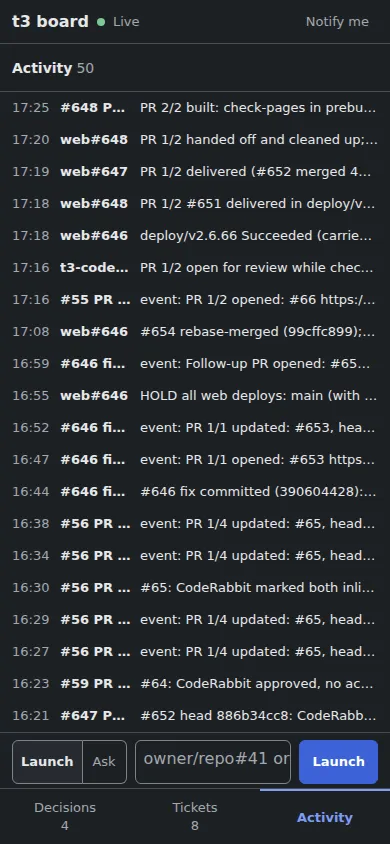 t3 board ● Live Notify me
Activity 50
17:25 #648 P... PR 2/2 built: check-pages in prebu...
17:20 web#648 PR 1/2 handed off and cleaned up;...
17:19 web#647 PR 1/2 delivered (#652 merged 4...
17:18 web#648 PR 1/2 #651 delivered in deploy/v...
17:18 web#646 deploy/v2.6.66 Succeeded (carrie...
17:16 t3-code... PR 1/2 open for review while chec...
17:16 #55 PR ... event: PR 1/2 opened: #66 https:/...
17:08 web#646 #654 rebase-merged (99cffc899);...
16:59 #646 fi... event: Follow-up PR opened: #65...
16:55 web#646 HOLD all web deploys: main (with ...
16:52 #646 fi... event: PR 1/1 updated: #653, hea...
16:47 #646 fi... event: PR 1/1 opened: #653 https...
16:44 #646 fi... #646 fix committed (390604428):...
16:38 #56 PR ... event: PR 1/4 updated: #65, head...
16:34 #56 PR ... event: PR 1/4 updated: #65, head...
16:30 #56 PR ... #65: CodeRabbit marked both inli...
16:29 #56 PR ... event: PR 1/4 updated: #65, head...
16:27 #56 PR ... event: PR 1/4 updated: #65, head...
16:23 #59 PR ... #64: CodeRabbit approved, no ac...
16:21 #647 P... #652 head 886b34cc8: CodeRabb...
Launch Ask owner/repo#41 or Launch
Decisions Tickets Activity
4 8